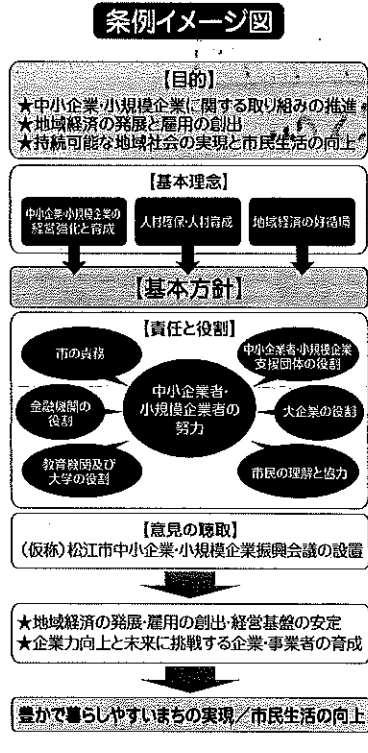 条例イメージ図
【目的】
★中小企業・小規模企業に関する取り組みの推進
★地域経済の発展と雇用の創出
★持続可能な地域社会の実現と市民生活の向上
【基本理念】
中小企業・小規模企業の
経営強化と育成
人材確保・人材育成
地域経済の好循環
【基本方針】
【責任と役割】
市の責務
中小企業者・小規模企業
支援団体の役割
中小企業者・
小規模企業者の
努力
金融機関の
役割
大企業の役割
教育機関及び
大学の役割
市民の理解と協力
【意見の聴取】
(仮称)松江市中小企業・小規模企業振興会議の設置
★地域経済の発展・雇用の創出・経営基盤の安定
★企業力向上と未来に挑戦する企業・事業者の育成
豊かで暮らしやすいまちの実現/市民生活の向上